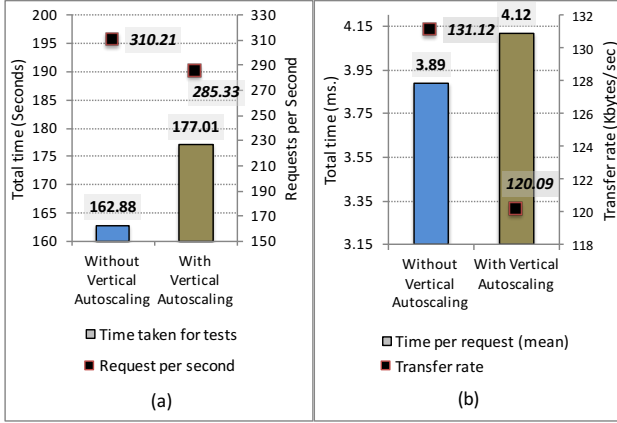 200
195
190
185
180
175
170
165
160
Total time (Seconds)
310.21
285.33
177.01
162.88
330
310
290
270
250
230
210
190
170
150
Requests per Second
Without
Vertical
Autoscaling
With
Vertical
Autoscaling
Time taken for tests
Request per second
(a)
4.15
3.95
3.75
3.55
3.35
3.15
Total time (ms.)
4.12
131.12
3.89
120.09
132
130
128
126
124
122
120
118
Transfer rate (Kbytes/sec)
Without
Vertical
Autoscaling
With Vertical
Autoscaling
Time per request (mean)
Transfer rate
(b)